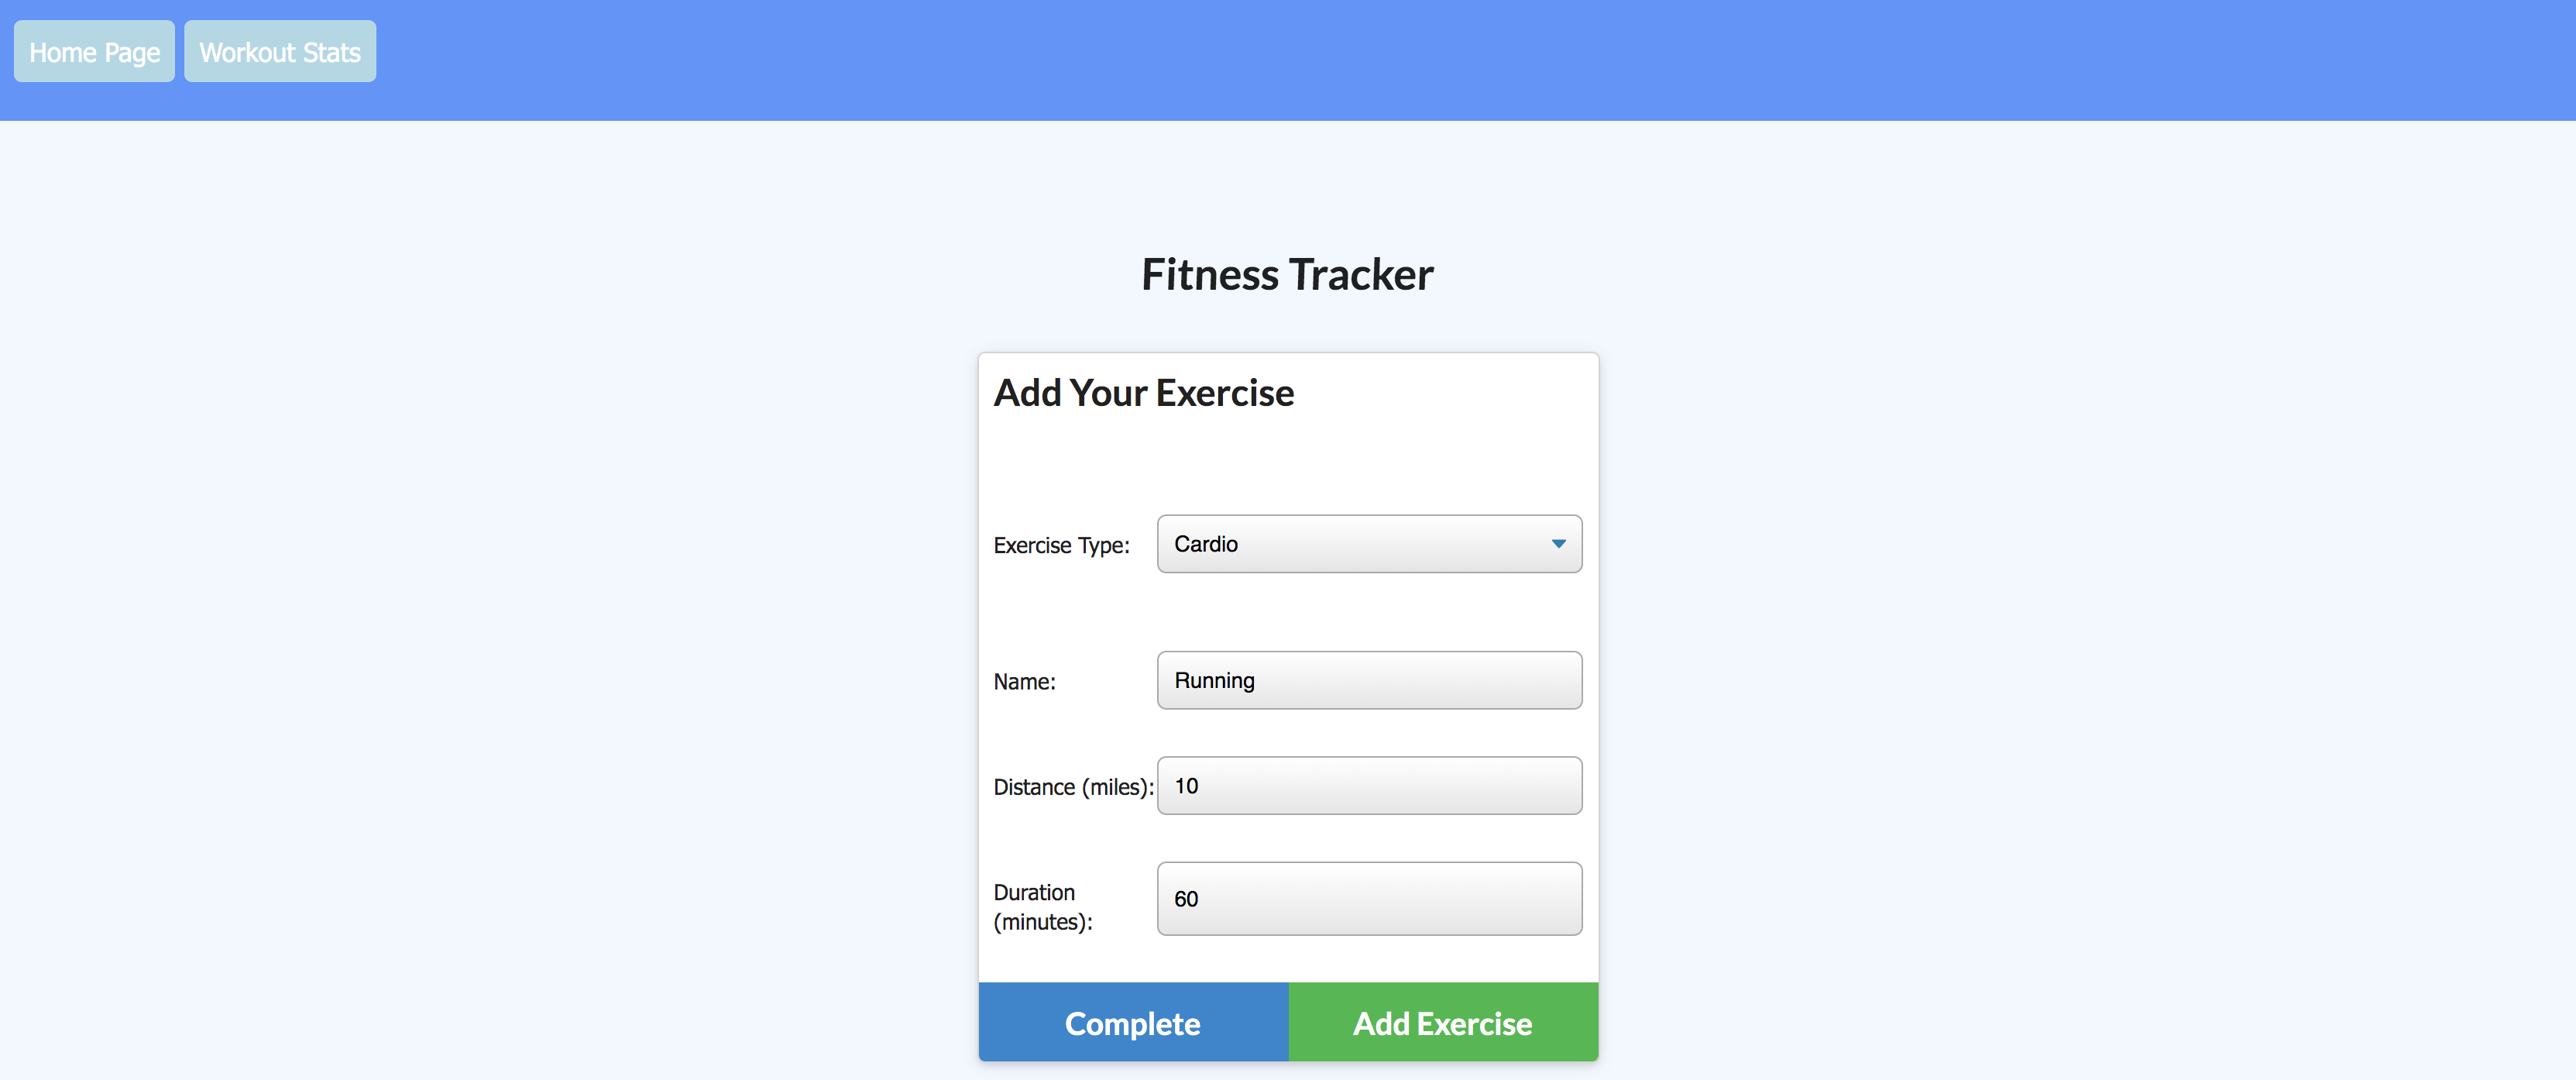 Home Page
Workout Stats
Fitness Tracker
Add Your Exercise
Exercise Type:
Cardio
Name:
Running
Distance (miles):
10
Duration
(minutes):
60
Complete
Add Exercise